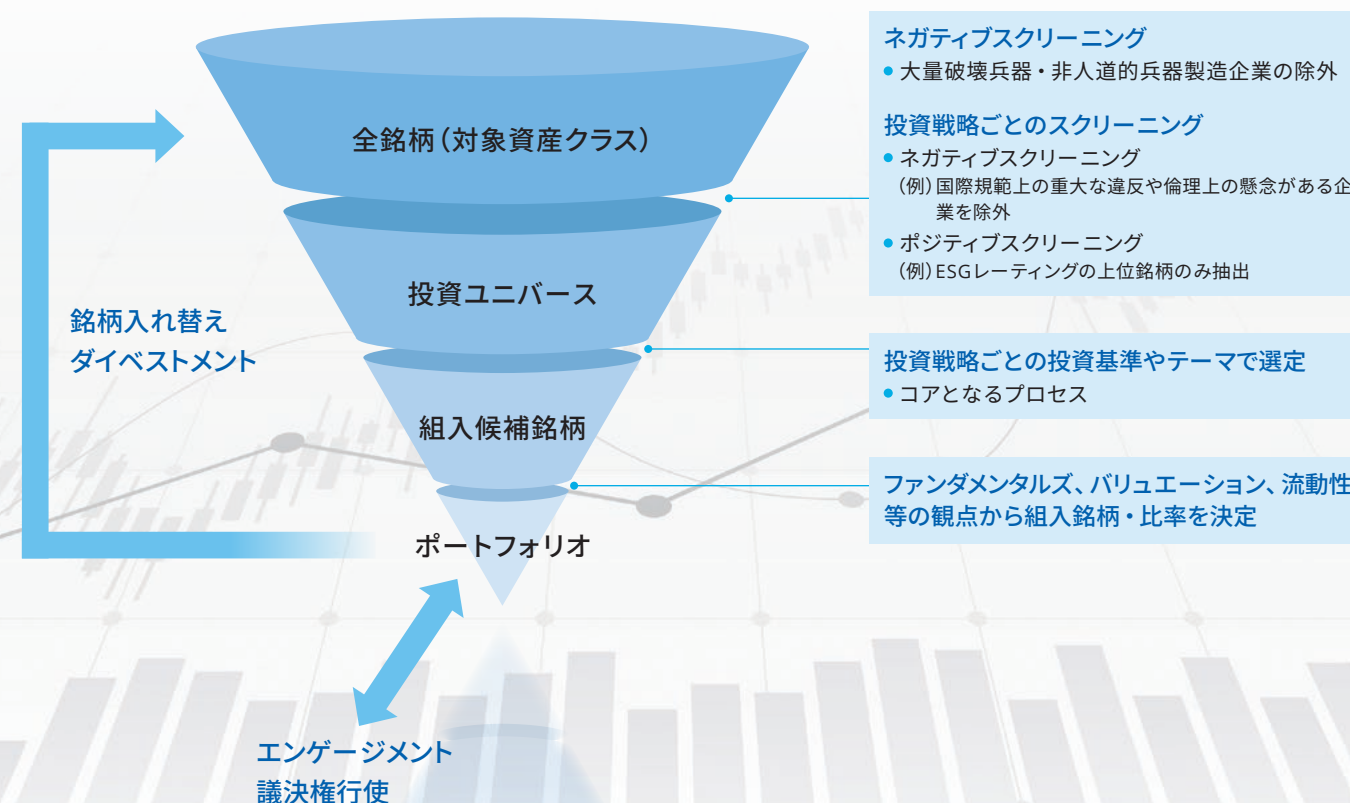 全銘柄（対象資産クラス）
投資ユニバース
組入候補銘柄
ポートフォリオ
銘柄入れ替え
ダイベストメント
エンゲージメント
議決権行使
ネガティブスクリーニング
• 大量破壊兵器・非人道的兵器製造企業の除外
投資戦略ごとのスクリーニング
• ネガティブスクリーニング
（例）国際規範上の重大な違反や倫理上の懸念がある企
業を除外
• ポジティブスクリーニング
（例）ESGレーティングの上位銘柄のみ抽出
投資戦略ごとの投資基準やテーマで選定
• コアとなるプロセス
ファンダメンタルズ、バリュエーション、流動性
等の観点から組入銘柄・比率を決定